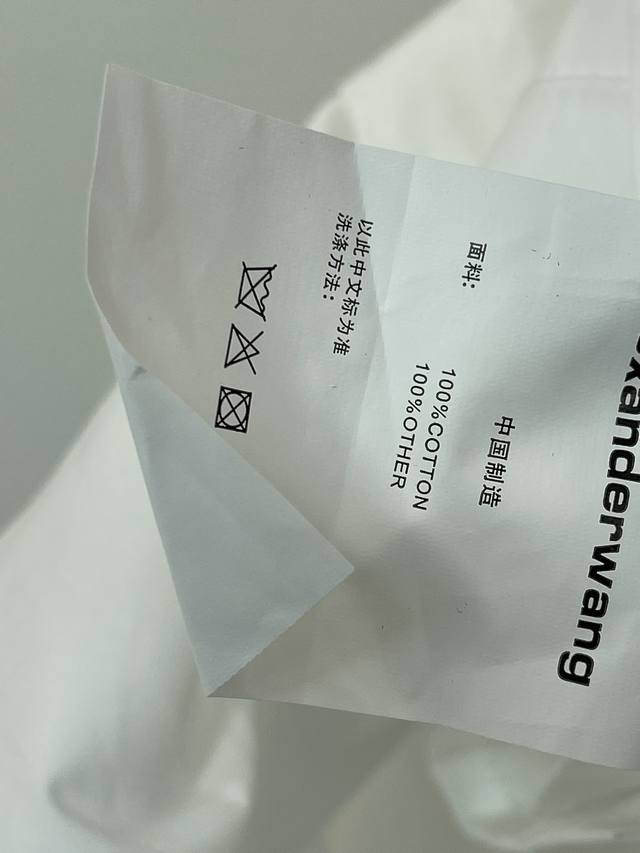 xanderwang
中国制造
面料:
100%COTTON
100%OTHER
以此中文标为准
洗涤方法: